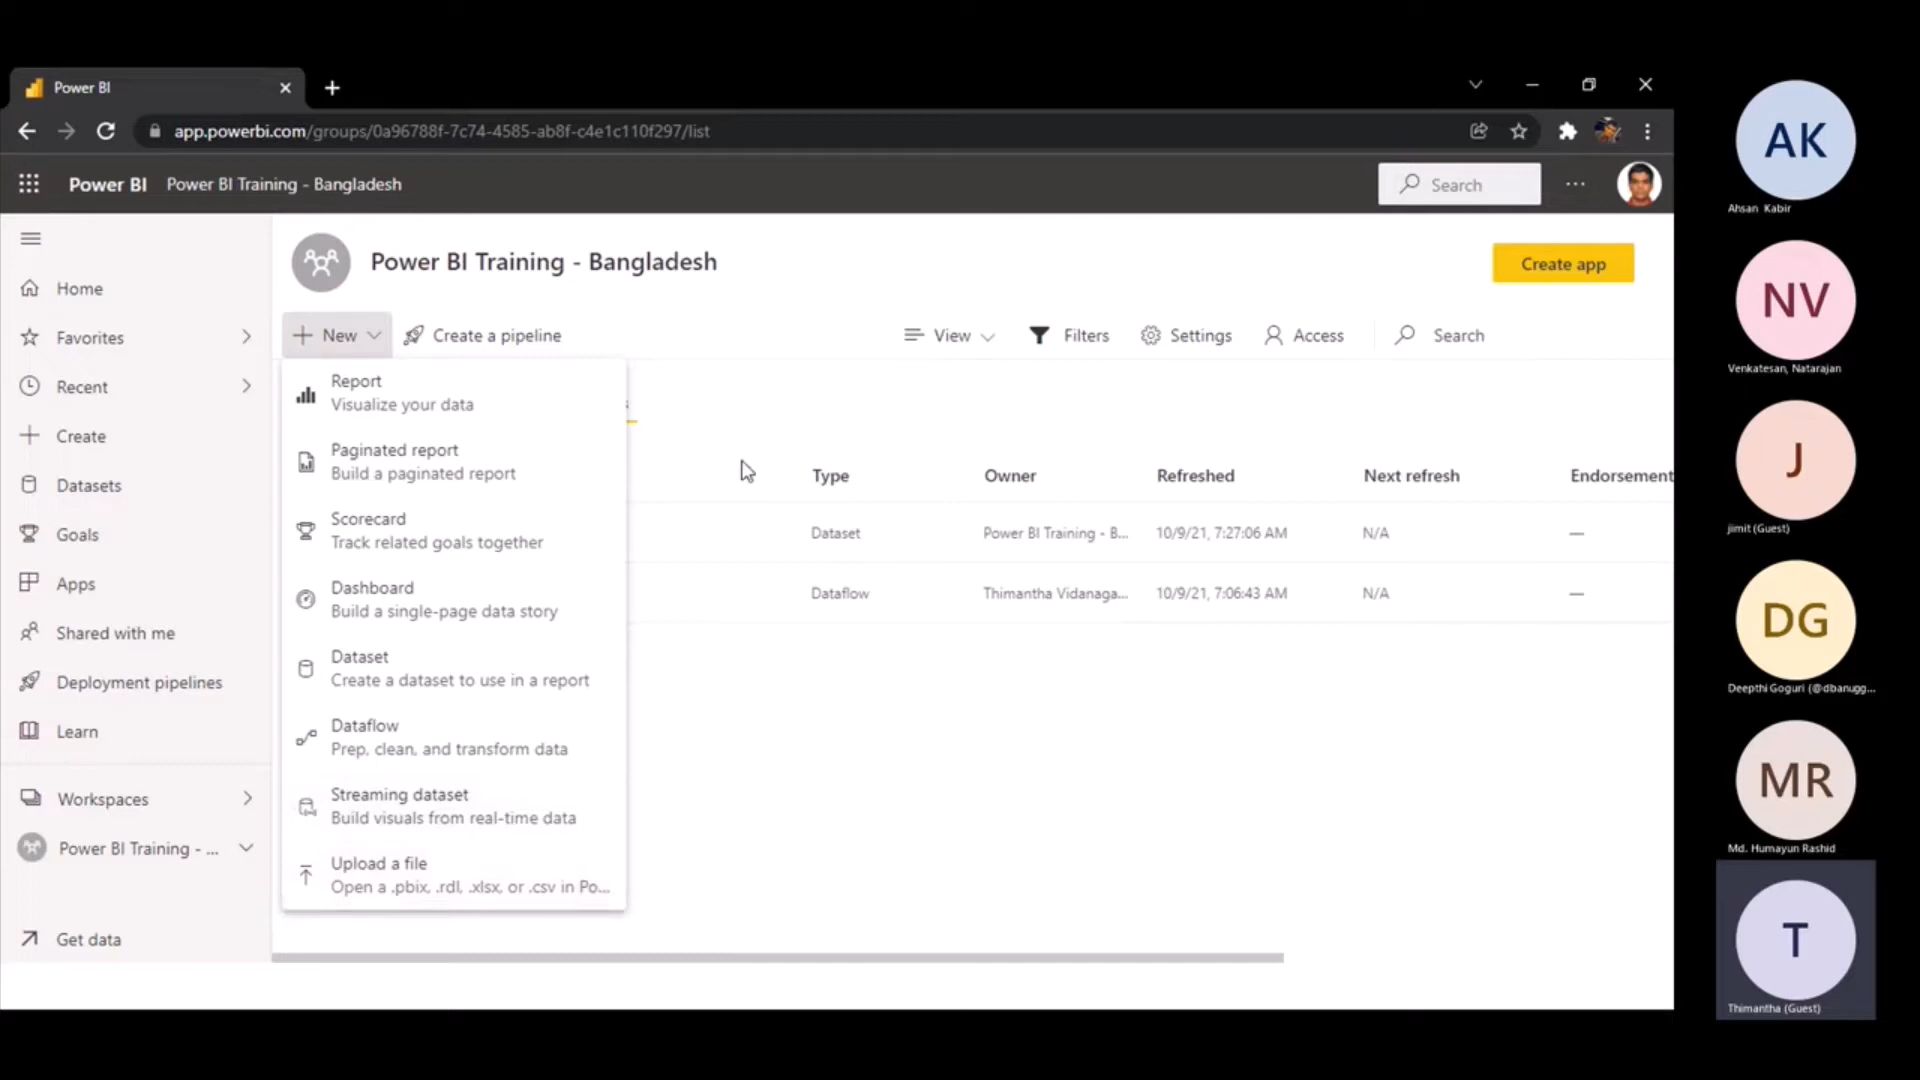 Power BI
app.powerbi.com/groups/0a96788f-7c74-4585-ab8f-c4e1c110f297/list
Power BI Power BI Training - Bangladesh
Search
Power BI Training - Bangladesh
Create app
New
Create a pipeline
View
Filters
Settings
Access
Search
Home
Favorites
Recent
Create
Datasets
Goals
Apps
Shared with me
Deployment pipelines
Learn
Workspaces
Power BI Training - ...
Get data
Report
Visualize your data
Paginated report
Build a paginated report
Scorecard
Track related goals together
Dashboard
Build a single-page data story
Dataset
Create a dataset to use in a report
Dataflow
Prep, clean, and transform data
Streaming dataset
Build visuals from real-time data
Upload a file
Open a .pbix, .rdl, .xlsx, or .csv in Po...
Type Owner Refreshed Next refresh Endorsement
Dataset Power BI Training - B... 10/9/21, 7:27:06 AM N/A —
Dataflow Thimantha Vidanaga... 10/9/21, 7:06:43 AM N/A —
AK
Ahsan Kabir
NV
Venkatesan, Natarajan
J
jimit (Guest)
DG
Deepthi Goguri (@dbanugg...
MR
Md. Humayun Rashid
T
Thimantha (Guest)